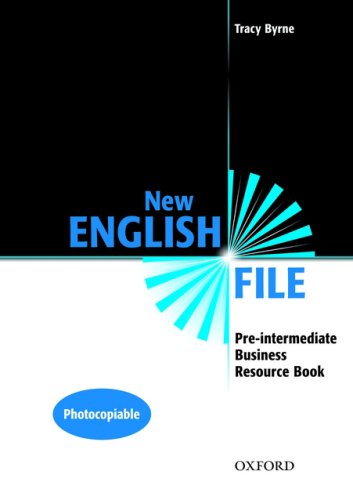 Tracy Byrne
New
ENGLISH
FILE
Pre-intermediate
Business
Resource Book
Photocopiable
OXFORD